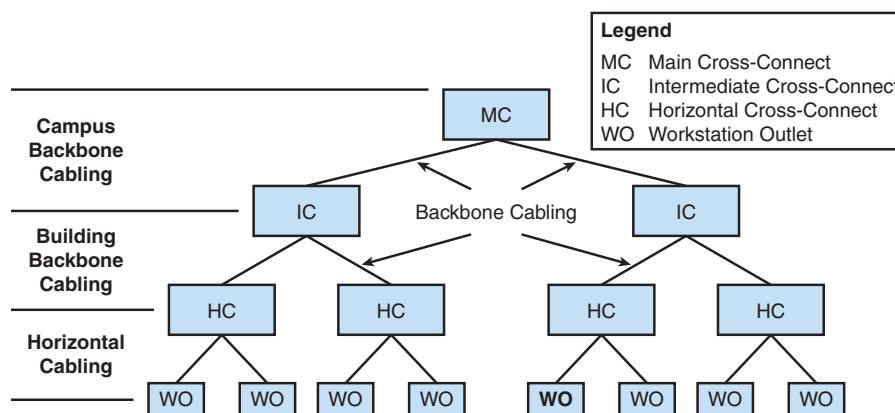 Legend
MC Main Cross-Connect
IC Intermediate Cross-Connect
HC Horizontal Cross-Connect
WO Workstation Outlet
MC
Campus
Backbone
Cabling
IC
Backbone Cabling
IC
Building
Backbone
Cabling
HC
HC
HC
HC
Horizontal
Cabling
WO
WO
WO
WO
WO
WO
WO
WO